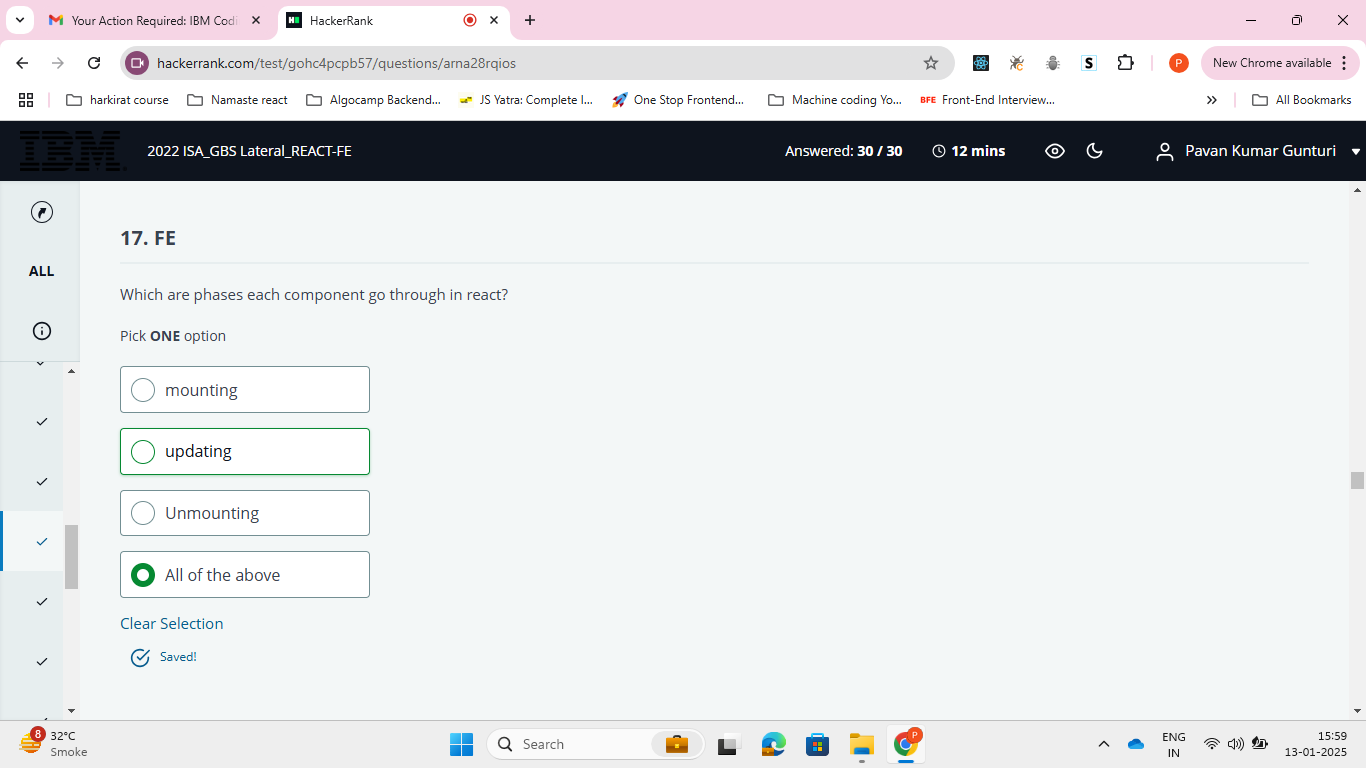 Your Action Required: IBM Codi
HackerRank
hackerrank.com/test/gohc4pcpb57/questions/arna28rqios
S
P
New Chrome available
harkirat course
Namaste react
Algocamp Backend...
JS Yatra: Complete I...
One Stop Frontend...
Machine coding Yo...
BFE Front-End Interview...
All Bookmarks
IBM
2022 ISA_GBS Lateral_REACT-FE
Answered: 30 / 30
12 mins
Pavan Kumar Gunturi
ALL
17. FE
Which are phases each component go through in react?
Pick ONE option
mounting
updating
Unmounting
All of the above
Clear Selection
Saved!
8
32°C
Smoke
Search
P
ENG
IN
15:59
13-01-2025